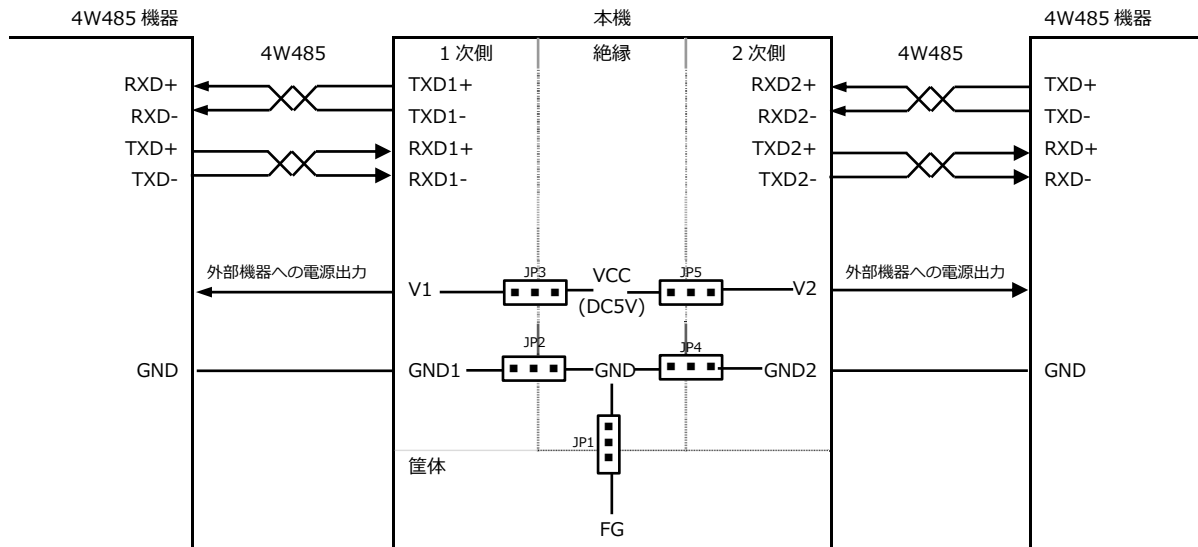 4W485 機器
本機
4W485 機器
4W485
1 次側
絶縁
2 次側
4W485
RXD+
TXD1+
RXD2+
TXD+
RXD-
TXD1-
RXD2-
TXD-
TXD+
RXD1+
TXD2+
RXD+
TXD-
RXD1-
TXD2-
RXD-
外部機器への電源出力
JP3
VCC
JP5
外部機器への電源出力
V1
(DC5V)
V2
JP2
JP4
GND
GND1
GND
GND2
GND
JP1
筐体
FG